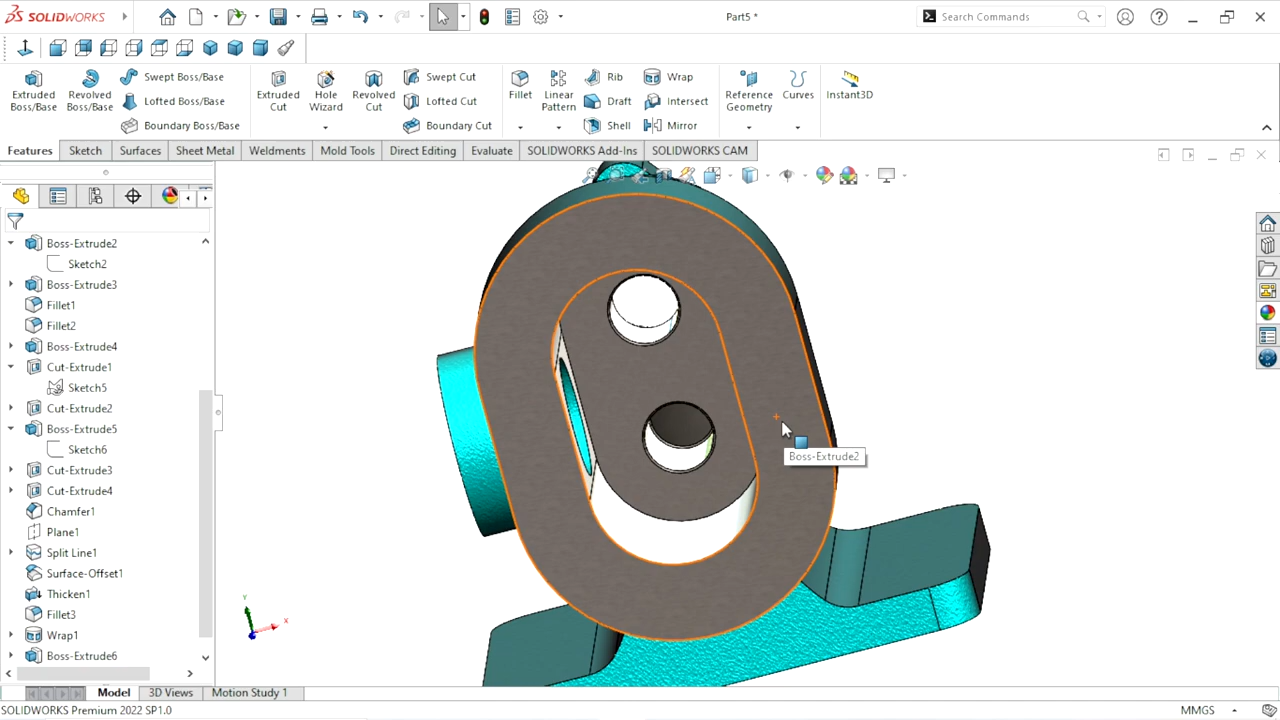 SOLIDWORKS
Part5 *
Search Commands
Extruded Boss/Base
Revolved Boss/Base
Swept Boss/Base
Lofted Boss/Base
Boundary Boss/Base
Extruded Cut
Hole Wizard
Revolved Cut
Swept Cut
Lofted Cut
Boundary Cut
Fillet
Linear Pattern
Rib
Draft
Shell
Wrap
Intersect
Mirror
Reference Geometry
Curves
Instant3D
Features Sketch Surfaces Sheet Metal Weldments Mold Tools Direct Editing Evaluate SOLIDWORKS Add-Ins SOLIDWORKS CAM
Boss-Extrude2
Sketch2
Boss-Extrude3
Fillet1
Fillet2
Boss-Extrude4
Cut-Extrude1
Sketch5
Cut-Extrude2
Boss-Extrude5
Sketch6
Cut-Extrude3
Cut-Extrude4
Chamfer1
Plane1
Split Line1
Surface-Offset1
Thicken1
Fillet3
Wrap1
Boss-Extrude6
Boss-Extrude2
Y
X
Model 3D Views Motion Study 1
SOLIDWORKS Premium 2022 SP1.0
MMGS